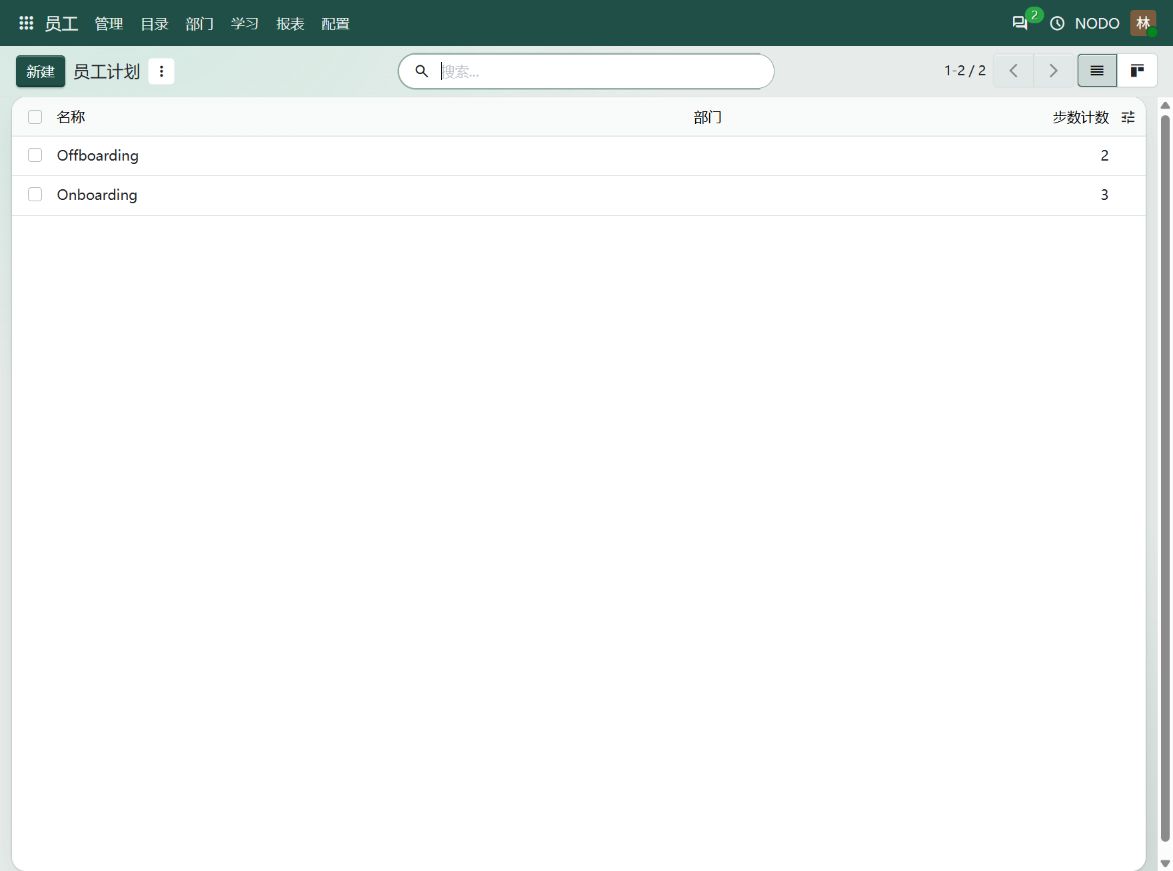 员工 管理 目录 部门 学习 报表 配置 2 NODO 林
新建 员工计划 搜索... 1-2 / 2
名称 部门 步数计数
Offboarding 2
Onboarding 3